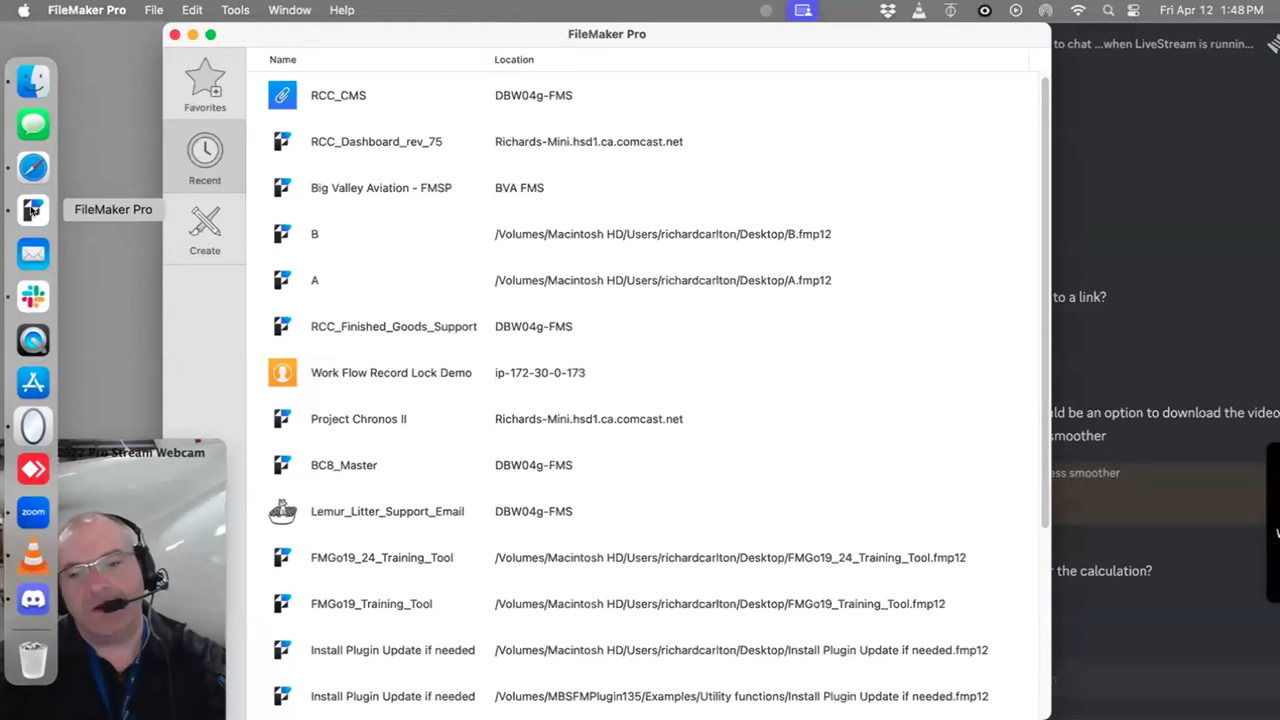 FileMaker Pro File Edit Tools Window Help Fri Apr 12 1:48 PM
FileMaker Pro
to chat ...when LiveStream is runnin...
Name Location
Favorites
Recent
Create
FileMaker Pro
RCC_CMS DBW04g-FMS
RCC_Dashboard_rev_75 Richards-Mini.hsd1.ca.comcast.net
Big Valley Aviation - FMSP BVA FMS
B /Volumes/Macintosh HD/Users/richardcarlton/Desktop/B.fmp12
A /Volumes/Macintosh HD/Users/richardcarlton/Desktop/A.fmp12
RCC_Finished_Goods_Support DBW04g-FMS
Work Flow Record Lock Demo ip-172-30-0-173
Project Chronos II Richards-Mini.hsd1.ca.comcast.net
BC8_Master DBW04g-FMS
Lemur_Litter_Support_Email DBW04g-FMS
FMGo19_24_Training_Tool /Volumes/Macintosh HD/Users/richardcarlton/Desktop/FMGo19_24_Training_Tool.fmp12
FMGo19_Training_Tool /Volumes/Macintosh HD/Users/richardcarlton/Desktop/FMGo19_Training_Tool.fmp12
Install Plugin Update if needed /Volumes/Macintosh HD/Users/richardcarlton/Desktop/Install Plugin Update if needed.fmp12
Install Plugin Update if needed /Volumes/MBSFMPlugin135/Examples/Utility functions/Install Plugin Update if needed.fmp12
to a link?
uld be an option to download the video
smoother
ess smoother
r the calculation?
zoom
Pro Stream Webcam